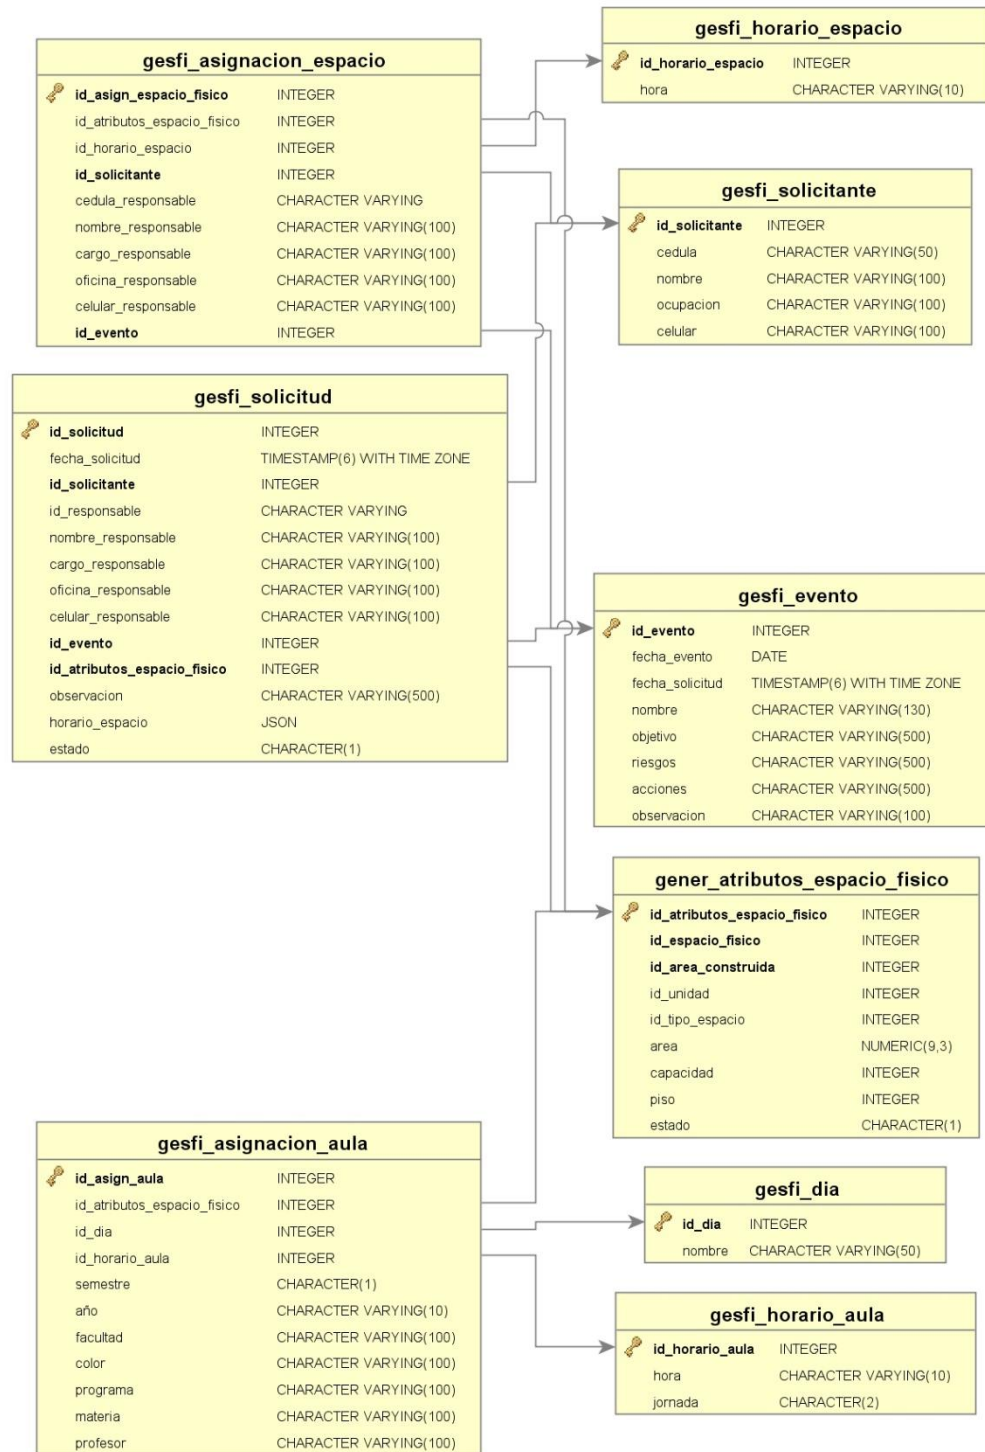 gesfi_asignacion_espacio
id_asign_espacio_fisico INTEGER
id_atributos_espacio_fisico INTEGER
id_horario_espacio INTEGER
id_solicitante INTEGER
cedula_responsable CHARACTER VARYING
nombre_responsable CHARACTER VARYING(100)
cargo_responsable CHARACTER VARYING(100)
oficina_responsable CHARACTER VARYING(100)
celular_responsable CHARACTER VARYING(100)
id_evento INTEGER
gesfi_horario_espacio
id_horario_espacio INTEGER
hora CHARACTER VARYING(10)
gesfi_solicitante
id_solicitante INTEGER
cedula CHARACTER VARYING(50)
nombre CHARACTER VARYING(100)
ocupacion CHARACTER VARYING(100)
celular CHARACTER VARYING(100)
gesfi_solicitud
id_solicitud INTEGER
fecha_solicitud TIMESTAMP(6) WITH TIME ZONE
id_solicitante INTEGER
id_responsable CHARACTER VARYING
nombre_responsable CHARACTER VARYING(100)
cargo_responsable CHARACTER VARYING(100)
oficina_responsable CHARACTER VARYING(100)
celular_responsable CHARACTER VARYING(100)
id_evento INTEGER
id_atributos_espacio_fisico INTEGER
observacion CHARACTER VARYING(500)
horario_espacio JSON
estado CHARACTER(1)
gesfi_evento
id_evento INTEGER
fecha_evento DATE
fecha_solicitud TIMESTAMP(6) WITH TIME ZONE
nombre CHARACTER VARYING(130)
objetivo CHARACTER VARYING(500)
riesgos CHARACTER VARYING(500)
acciones CHARACTER VARYING(500)
observacion CHARACTER VARYING(100)
gener_atributos_espacio_fisico
id_atributos_espacio_fisico INTEGER
id_espacio_fisico INTEGER
id_area_construida INTEGER
id_unidad INTEGER
id_tipo_espacio INTEGER
area NUMERIC(9,3)
capacidad INTEGER
piso INTEGER
estado CHARACTER(1)
gesfi_asignacion_aula
id_asign_aula INTEGER
id_atributos_espacio_fisico INTEGER
id_dia INTEGER
id_horario_aula INTEGER
semestre CHARACTER(1)
año CHARACTER VARYING(10)
facultad CHARACTER VARYING(100)
color CHARACTER VARYING(100)
programa CHARACTER VARYING(100)
materia CHARACTER VARYING(100)
profesor CHARACTER VARYING(100)
gesfi_dia
id_dia INTEGER
nombre CHARACTER VARYING(50)
gesfi_horario_aula
id_horario_aula INTEGER
hora CHARACTER VARYING(10)
jornada CHARACTER(2)